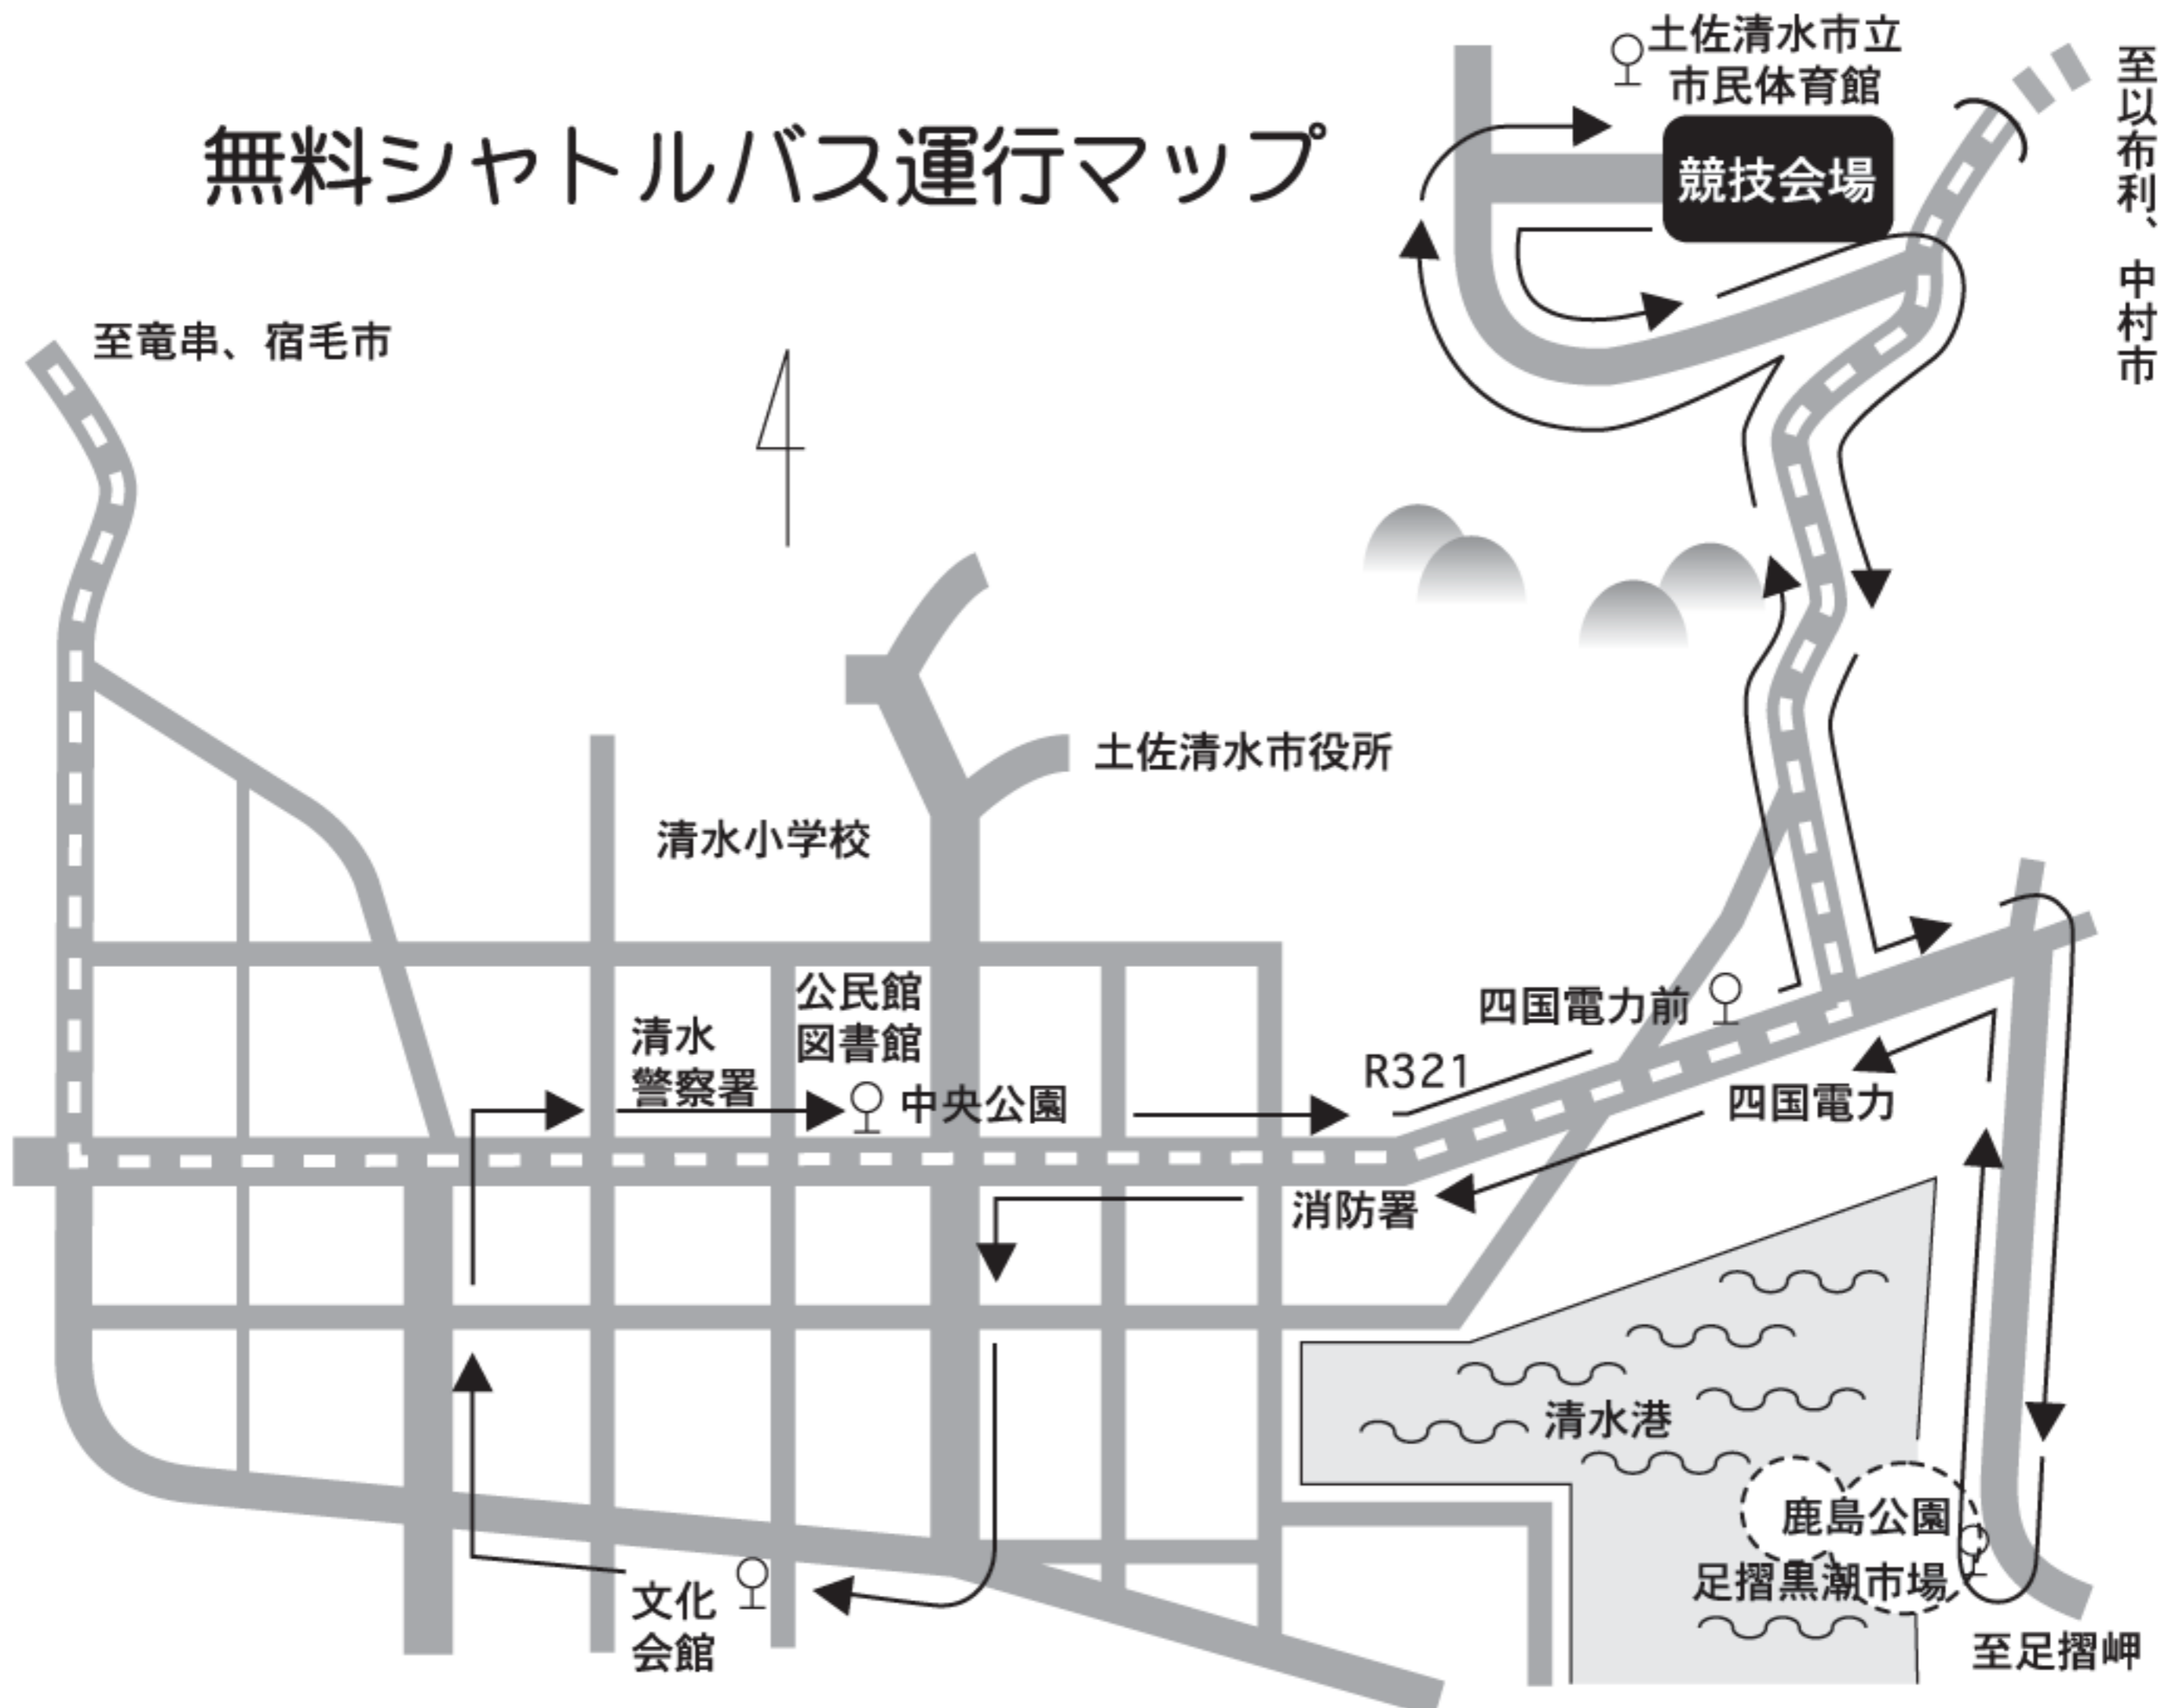 土佐清水市立
市民体育館
競技会場
至以布利、中村市
無料シャトルバス運行マップ
至竜串、宿毛市
土佐清水市役所
清水小学校
公民館
図書館
清水
警察署
中央公園
四国電力前
R321
四国電力
消防署
清水港
鹿島公園
足摺黒潮市場
文化
会館
至足摺岬